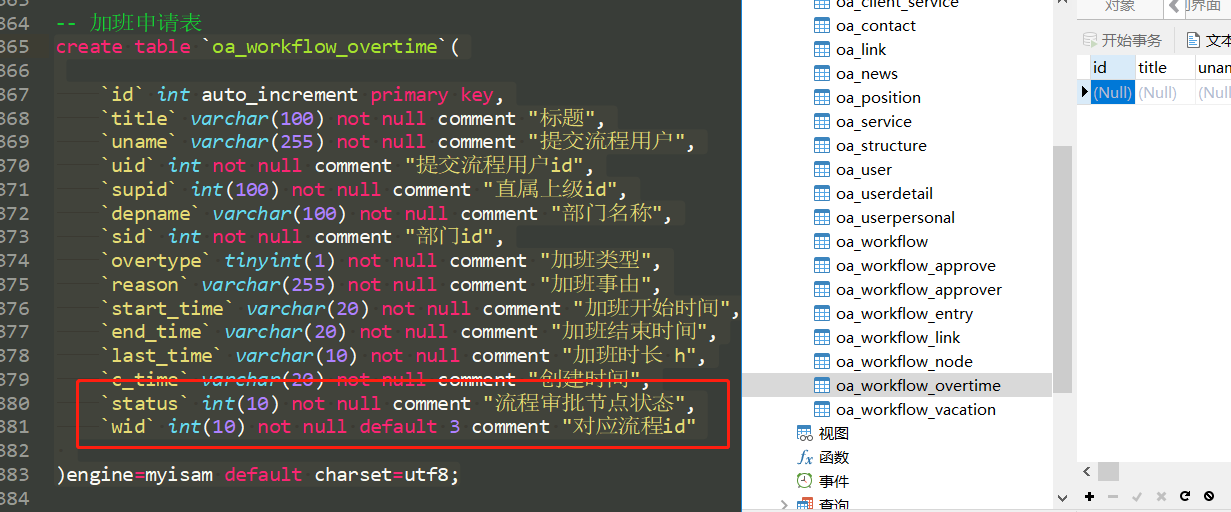 365
364 -- 加班申请表
365 create table `oa_workflow_overtime`(
366
367 `id` int auto_increment primary key,
368 `title` varchar(100) not null comment "标题",
369 `uname` varchar(255) not null comment "提交流程用户",
370 `uid` int not null comment "提交流程用户id",
371 `supid` int(100) not null comment "直属上级id",
372 `depname` varchar(100) not null comment "部门名称",
373 `sid` int not null comment "部门id",
374 `overtype` tinyint(1) not null comment "加班类型",
375 `reason` varchar(255) not null comment "加班事由",
376 `start_time` varchar(20) not null comment "加班开始时间",
377 `end_time` varchar(20) not null comment "加班结束时间",
378 `last_time` varchar(10) not null comment "加班时长 h",
379 `c_time` varchar(20) not null comment "创建时间",
380 `status` int(10) not null comment "流程审批节点状态",
381 `wid` int(10) not null default 3 comment "对应流程id"
382
383 )engine=myisam default charset=utf8;
384
oa_client_service
oa_contact
oa_link
oa_news
oa_position
oa_service
oa_structure
oa_user
oa_userdetail
oa_userpersonal
oa_workflow
oa_workflow_approve
oa_workflow_approver
oa_workflow_entry
oa_workflow_link
oa_workflow_node
oa_workflow_overtime
oa_workflow_vacation
视图
fx 函数
事件
查询
对象
界面
开始事务 文本
id title unam
(Null) (Null) (Null